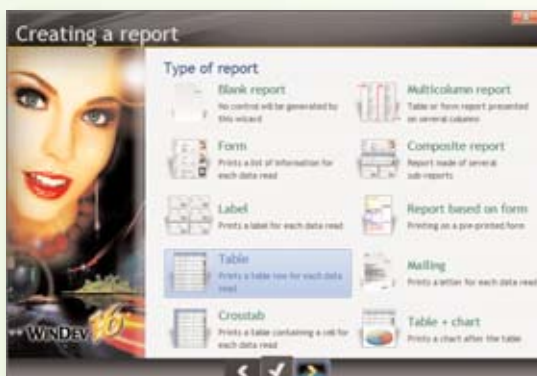 Creating a report
Type of report
Blank report
No control will be generated by
this wizard
Form
Prints a list of information for
each data read
Label
Prints a label for each data read
Table
Prints a table row for each data
read
Crosstab
Prints a table containing a cell for
each data read
Multicolumn report
Table or form report presented
on several columns
Composite report
Report made of several
sub-reports
Report based on form
Printing on a pre-printed form
Mailing
Prints a letter for each data read
Table + chart
Prints a chart after the table
WINDEV 16